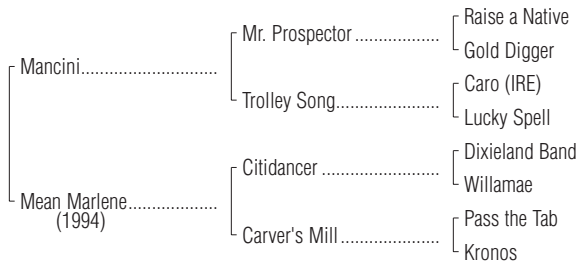 Raise a Native
Mr. Prospector ..................
Gold Digger
Mancini.............................
Caro (IRE)
Trolley Song......................
Lucky Spell
Dixieland Band
Citidancer .........................
Willamae
Mean Marlene...................
(1994)
Pass the Tab
Carver's Mill.....................
Kronos